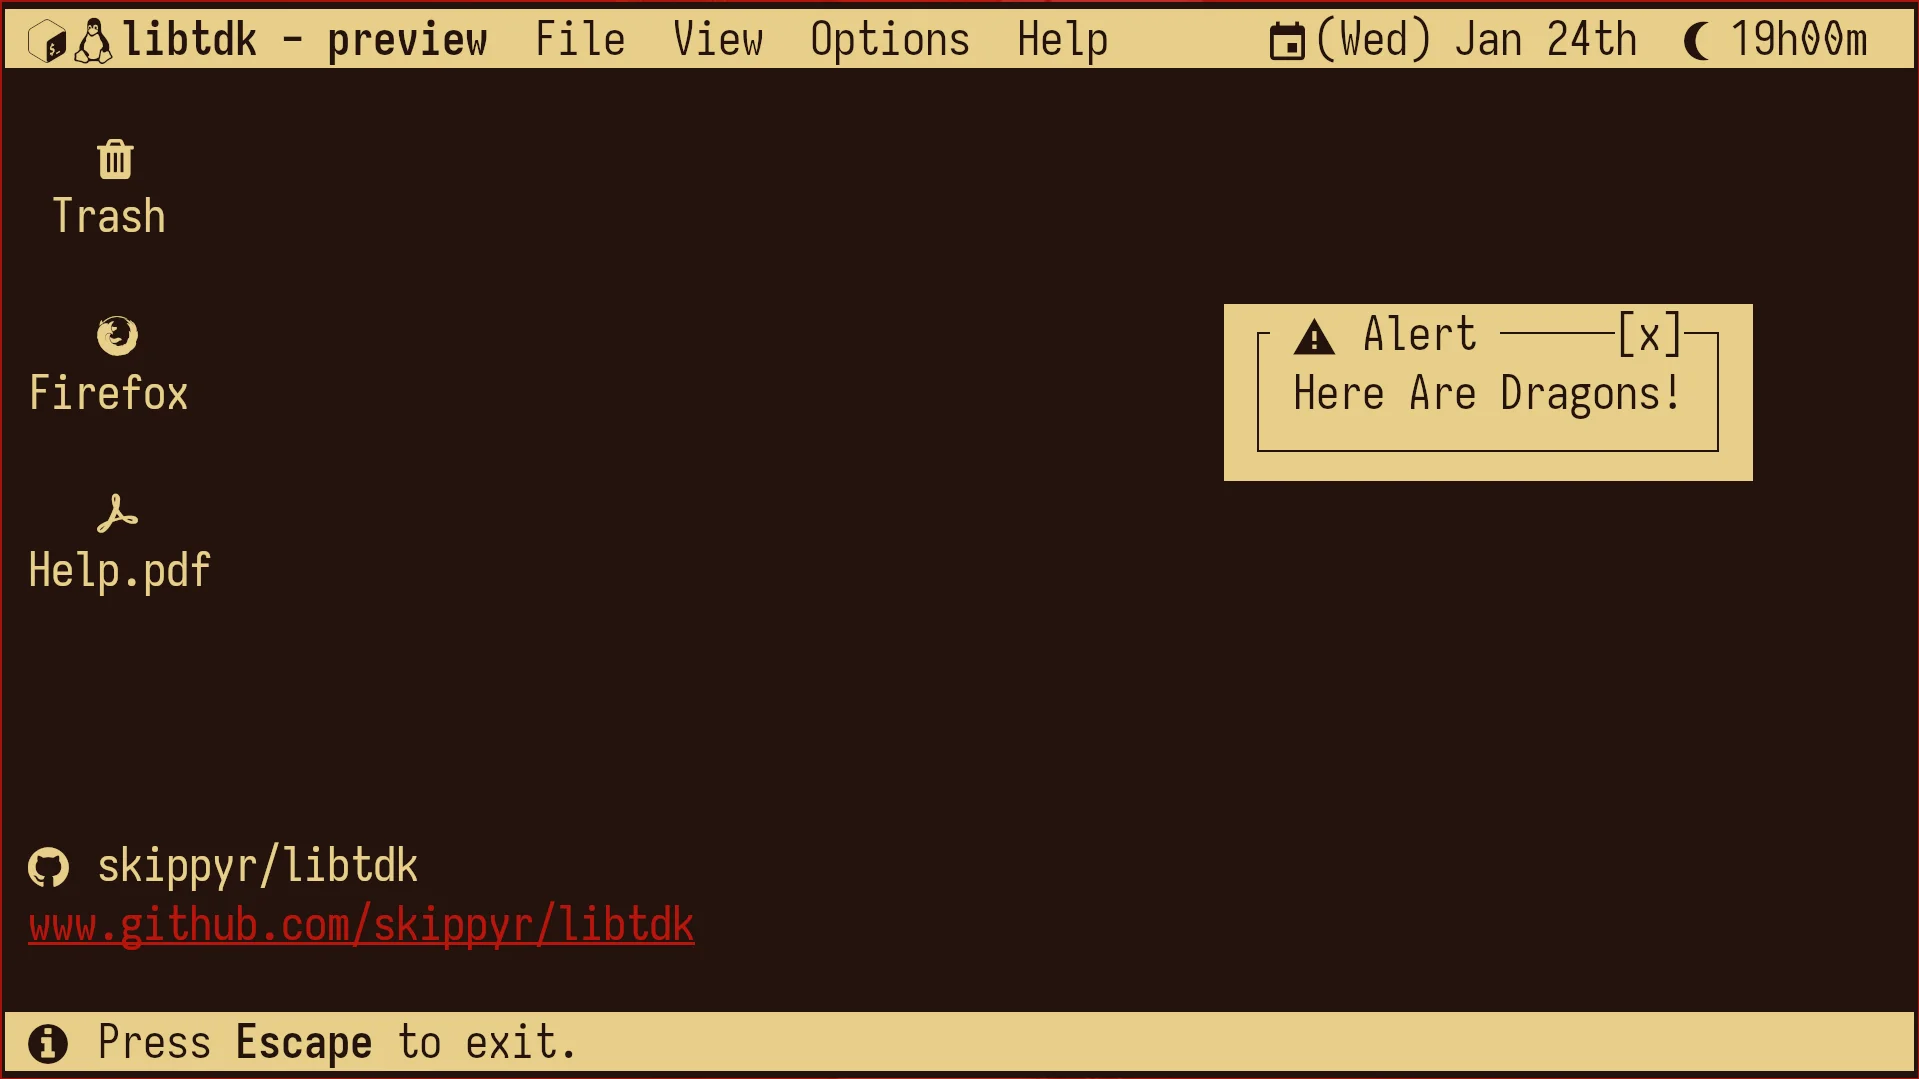 libtdk - preview File View Options Help (Wed) Jan 24th 19h00m
Trash
Firefox
Help.pdf
Alert [x]
Here Are Dragons!
skippyr/libtdk
www.github.com/skippyr/libtdk
Press Escape to exit.